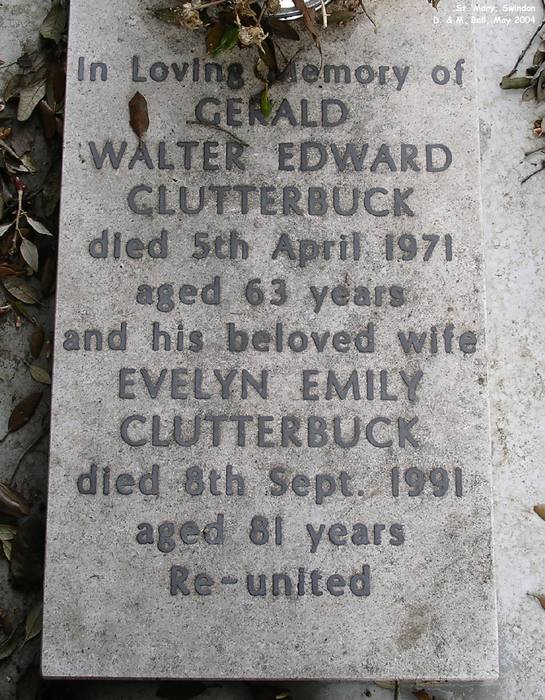 St. Mary, Swindon
D. & M. Ball, May 2004
In Loving Memory of
GERALD
WALTER EDWARD
CLUTTERBUCK
died 5th April 1971
aged 63 years
and his beloved wife
EVELYN EMILY
CLUTTERBUCK
died 8th Sept. 1991
aged 81 years
Re-united